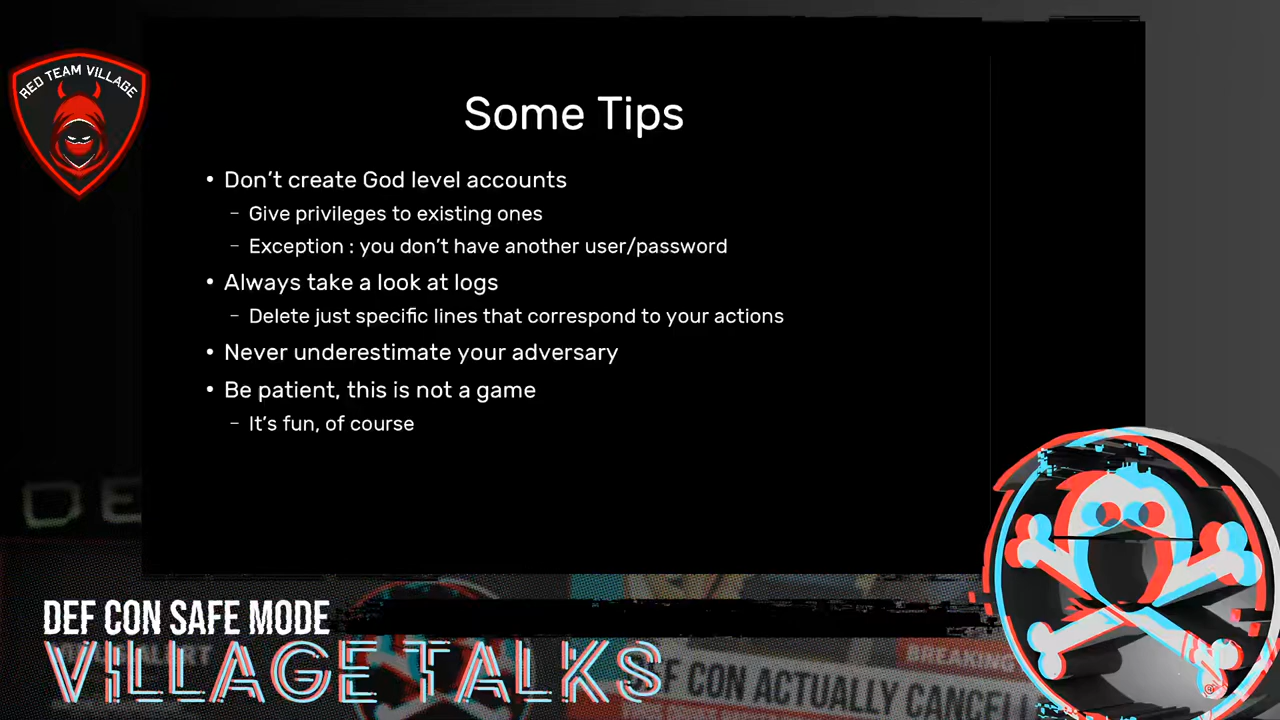 RED TEAM VILLAGE
Some Tips
• Don't create God level accounts
– Give privileges to existing ones
– Exception : you don't have another user/password
• Always take a look at logs
– Delete just specific lines that correspond to your actions
• Never underestimate your adversary
• Be patient, this is not a game
– It's fun, of course
DE
DEF CON SAFE MODE
VILLAGE TALKS
BREAKING
DEF CON ACTUALLY